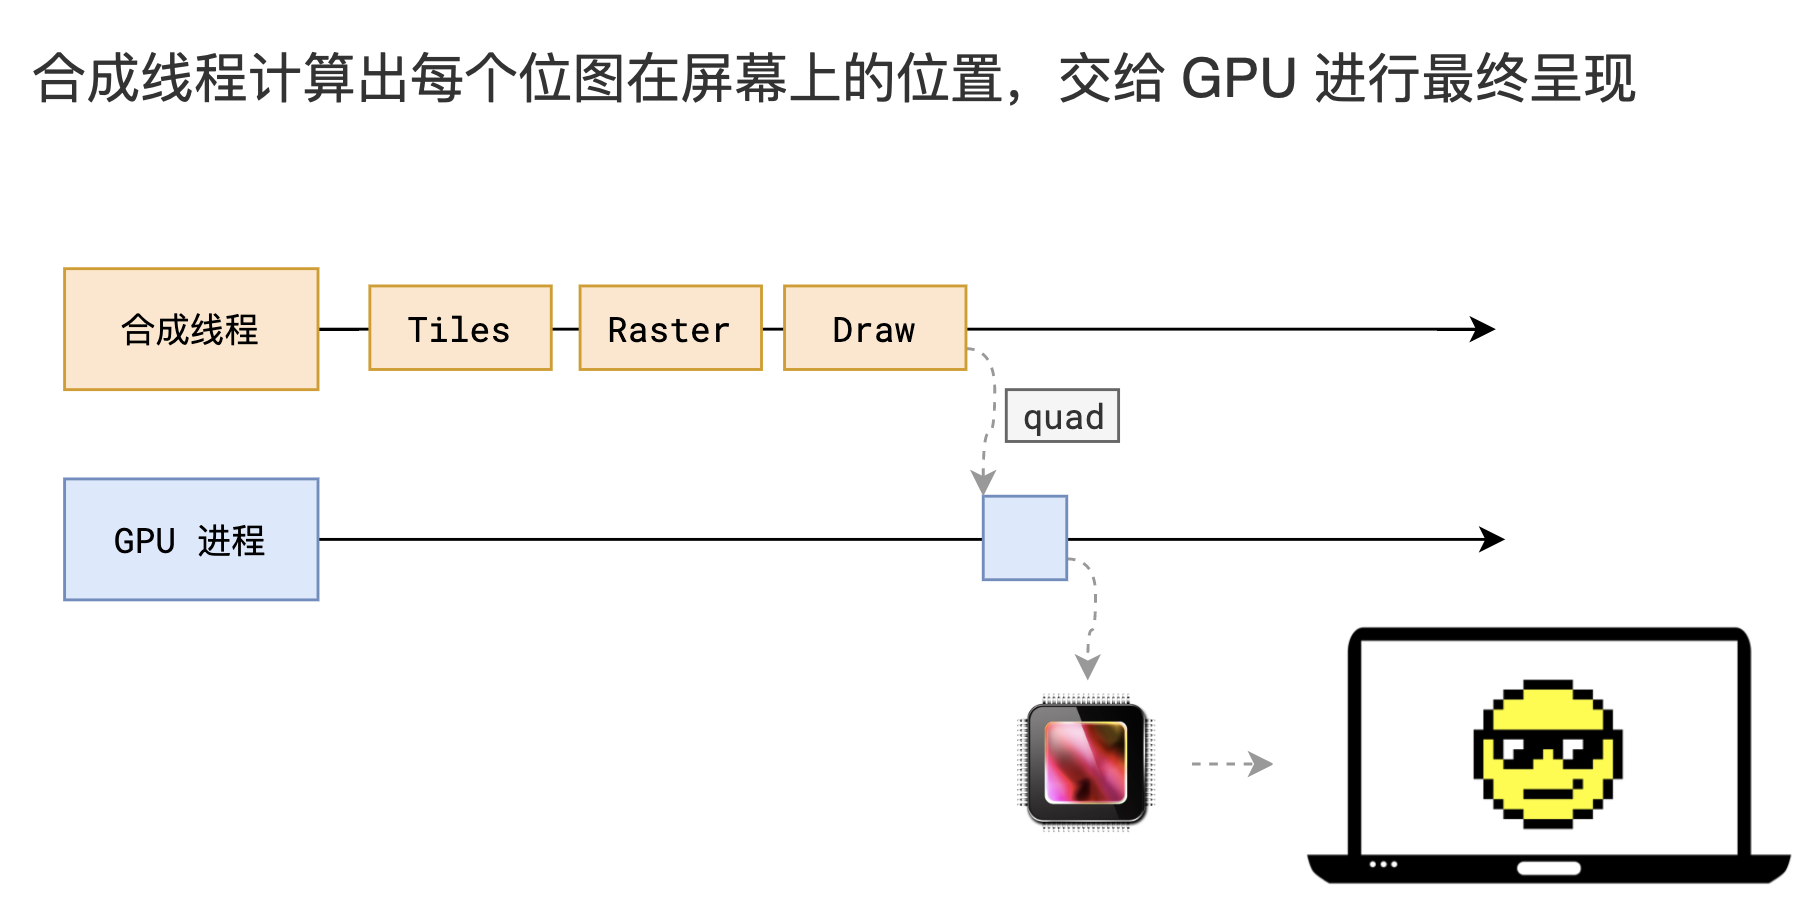 合成线程计算出每个位图在屏幕上的位置，交给 GPU 进行最终呈现
合成线程
Tiles
Raster
Draw
quad
GPU 进程